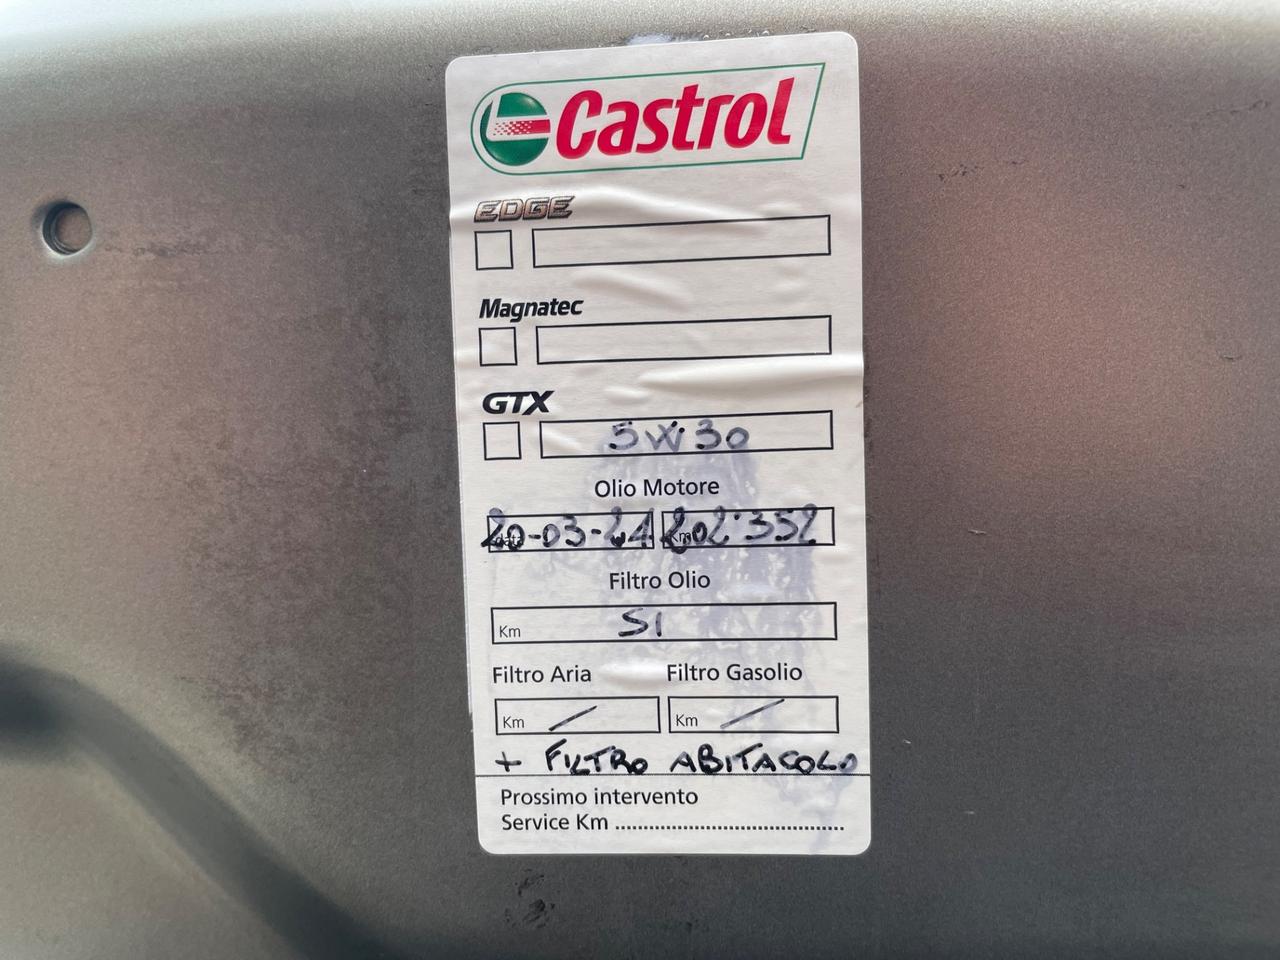 Castrol
EDGE
Magnatec
GTX
5W30
Olio Motore
data 20-03-24 Km 202'352
Filtro Olio
Km SI
Filtro Aria Filtro Gasolio
Km / Km /
+ FILTRO ABITACOLO
Prossimo intervento
Service Km ........................................